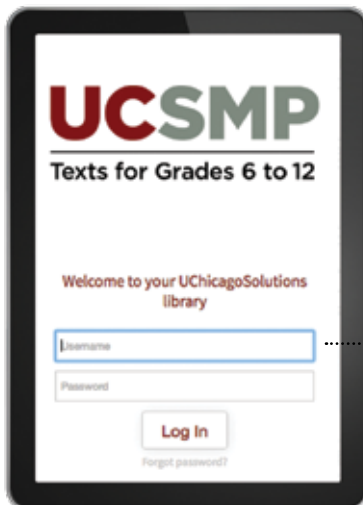 UCSMP
Texts for Grades 6 to 12
Welcome to your UChicagoSolutions
library
Username
Password
Log In
Forgot password?